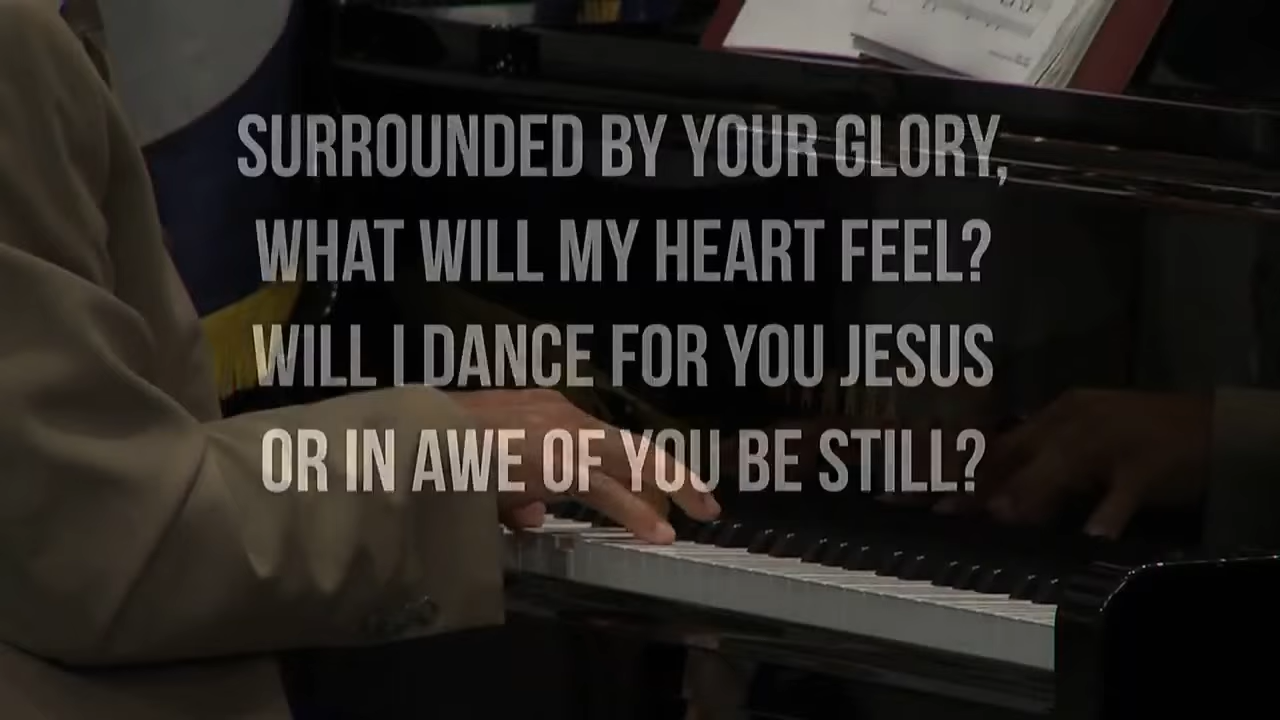 SURROUNDED BY YOUR GLORY,
WHAT WILL MY HEART FEEL?
WILL I DANCE FOR YOU JESUS
OR IN AWE OF YOU BE STILL?